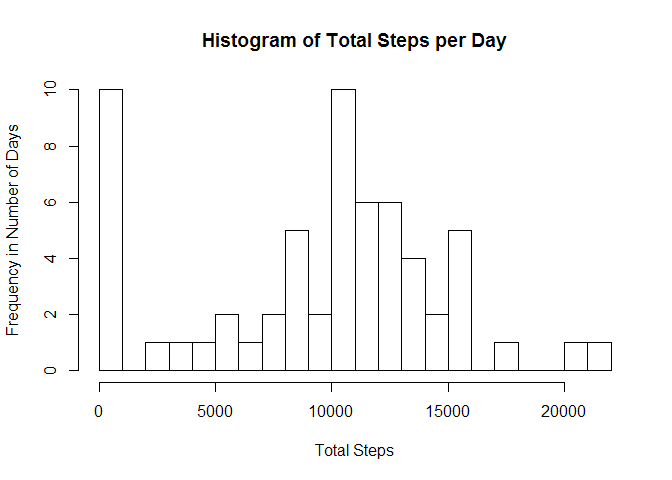 Histogram of Total Steps per Day
Frequency in Number of Days
10
8
6
4
2
0
0 5000 10000 15000 20000
Total Steps